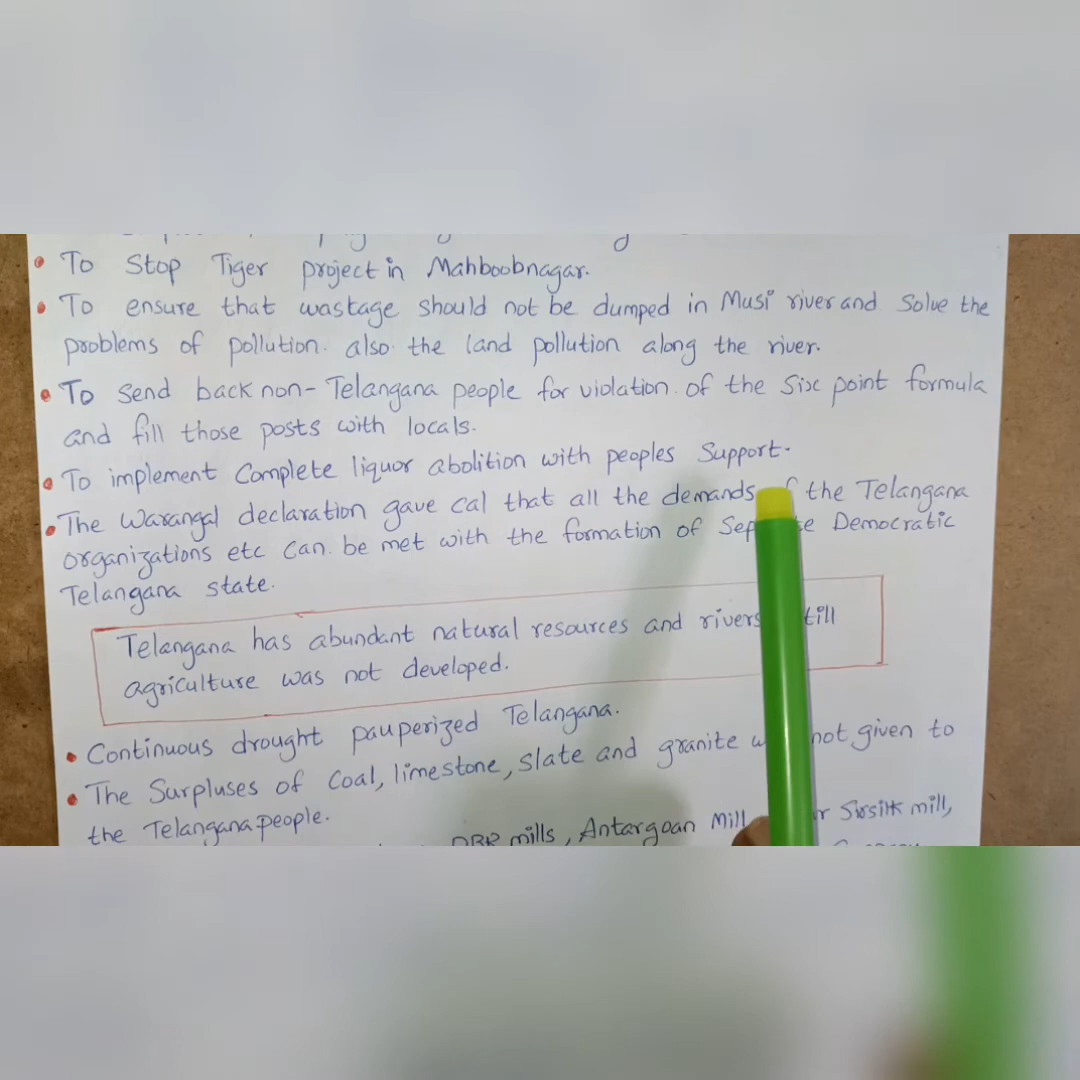 • To Stop Tiger project in Mahboobnagar.
• To ensure that wastage should not be dumped in Musi river and Solve the
problems of pollution. also. the land pollution along the river.
• To send back non-Telangana people for violation. of the Six point formula
and fill those posts with locals.
• To implement Complete liquor abolition with peoples Support.
• The Warangal declaration gave cal that all the demands the Telangana
organizations etc can. be met with the formation of Democratic
Telangana state.
Telangana has abundant natural resources and rivers till
agriculture was not developed.
• Continuous drought pauperized Telangana.
• The Surpluses of Coal, limestone, slate and granite not given to
the Telangana people.
DBR mills, Antargoan Mill Sirsilk mill,